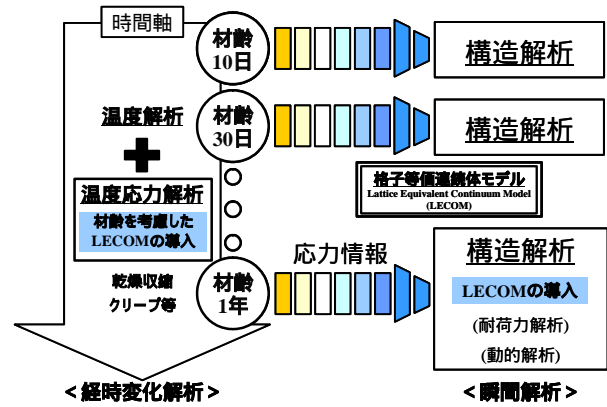 時間軸
材齢
10日
構造解析
温度解析
材齢
30日
構造解析
格子等価連続体モデル
Lattice Equivalent Continuum Model
(LECOM)
温度応力解析
材齢を考慮した
LECOMの導入
乾燥収縮
クリープ等
材齢
1年
応力情報
構造解析
LECOMの導入
(耐荷力解析)
(動的解析)
<経時変化解析>
<瞬間解析>